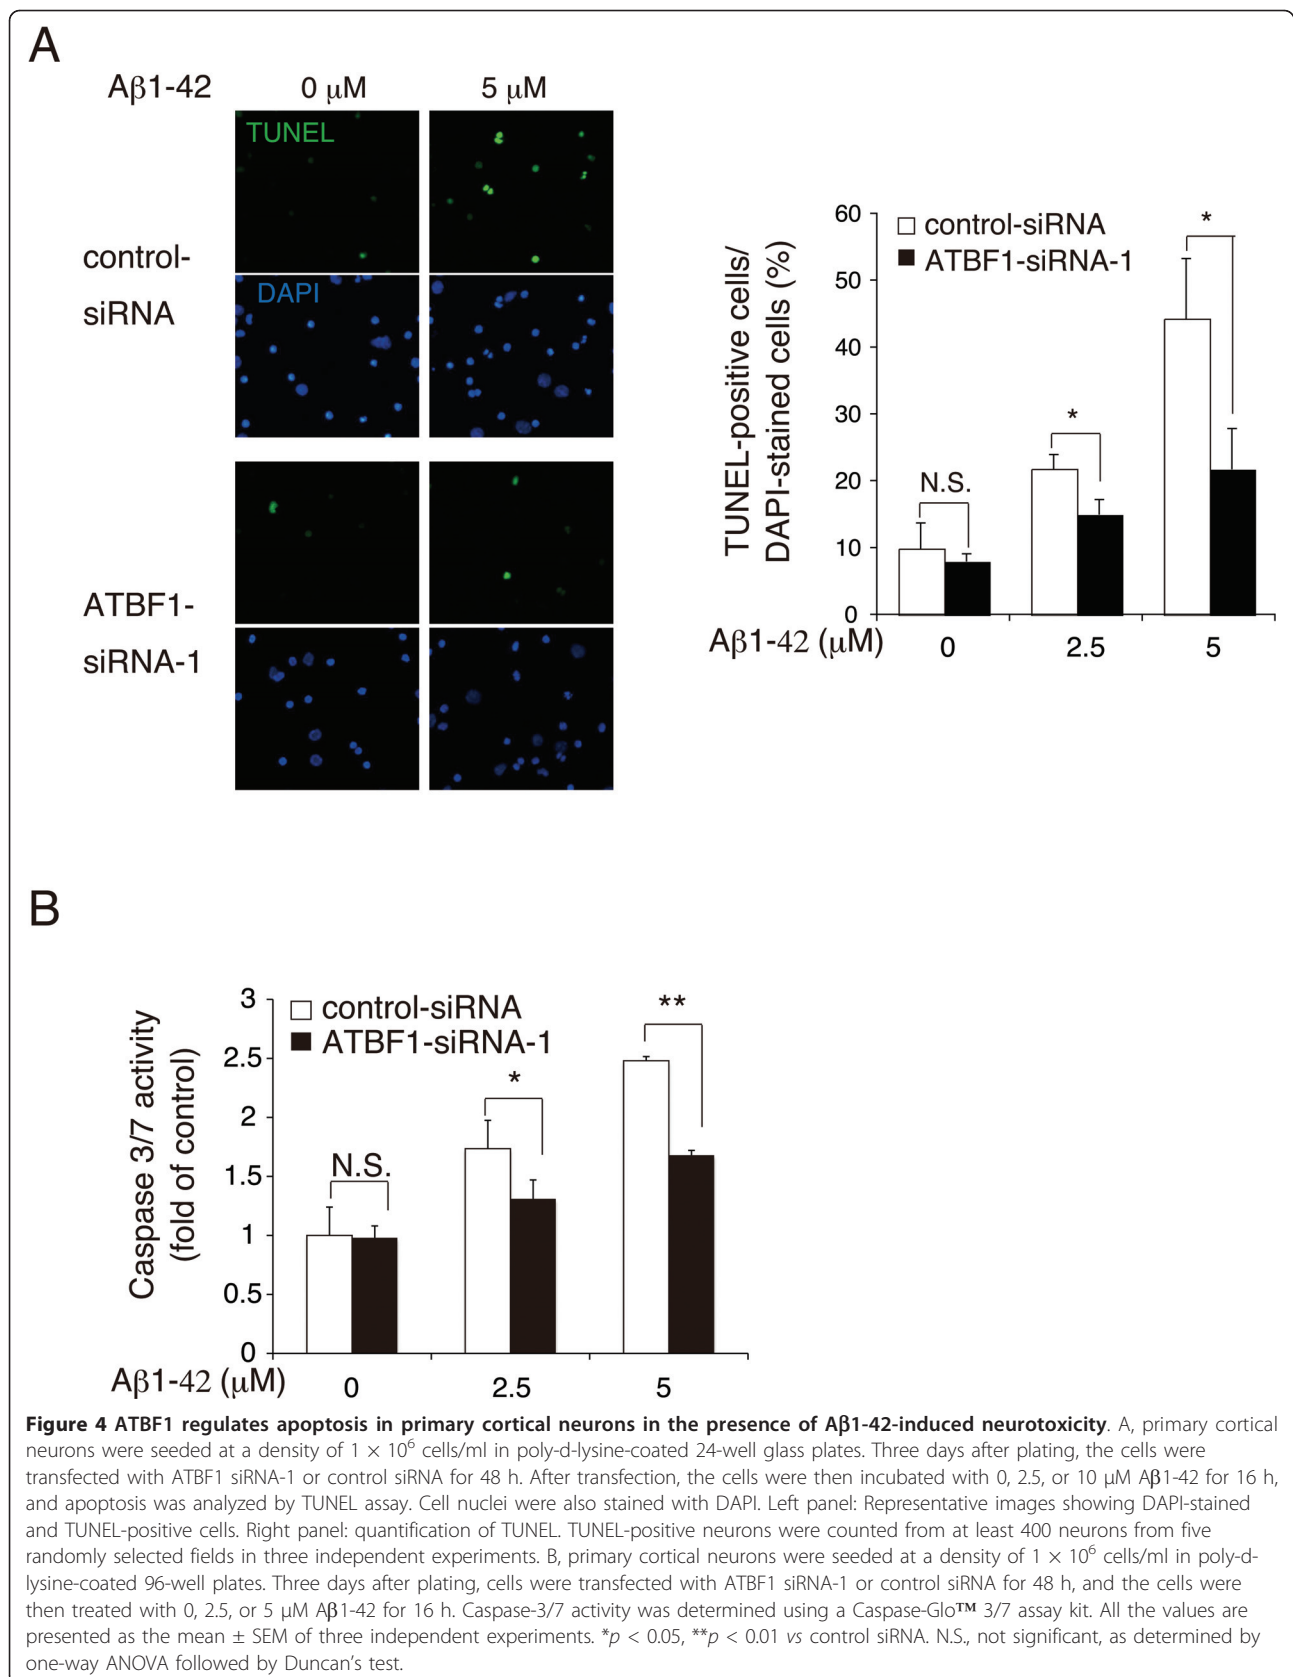 A
Aβ1-42 0 μM 5 μM
TUNEL
control-
siRNA
DAPI
ATBF1-
siRNA-1
TUNEL-positive cells/
DAPI-stained cells (%)
60
50
40
30
20
10
0
control-siRNA
ATBF1-siRNA-1
N.S.
*
*
Aβ1-42 (μM) 0 2.5 5
B
Caspase 3/7 activity
(fold of control)
3
2.5
2
1.5
1
0.5
0
control-siRNA
ATBF1-siRNA-1
N.S.
*
**
Aβ1-42 (μM) 0 2.5 5
Figure 4 ATBF1 regulates apoptosis in primary cortical neurons in the presence of Aβ1-42-induced neurotoxicity. A, primary cortical
neurons were seeded at a density of 1 × 10⁶ cells/ml in poly-d-lysine-coated 24-well glass plates. Three days after plating, the cells were
transfected with ATBF1 siRNA-1 or control siRNA for 48 h. After transfection, the cells were then incubated with 0, 2.5, or 10 μM Aβ1-42 for 16 h,
and apoptosis was analyzed by TUNEL assay. Cell nuclei were also stained with DAPI. Left panel: Representative images showing DAPI-stained
and TUNEL-positive cells. Right panel: quantification of TUNEL. TUNEL-positive neurons were counted from at least 400 neurons from five
randomly selected fields in three independent experiments. B, primary cortical neurons were seeded at a density of 1 × 10⁶ cells/ml in poly-d-
lysine-coated 96-well plates. Three days after plating, cells were transfected with ATBF1 siRNA-1 or control siRNA for 48 h, and the cells were
then treated with 0, 2.5, or 5 μM Aβ1-42 for 16 h. Caspase-3/7 activity was determined using a Caspase-Glo™ 3/7 assay kit. All the values are
presented as the mean ± SEM of three independent experiments. *p < 0.05, **p < 0.01 vs control siRNA. N.S., not significant, as determined by
one-way ANOVA followed by Duncan's test.